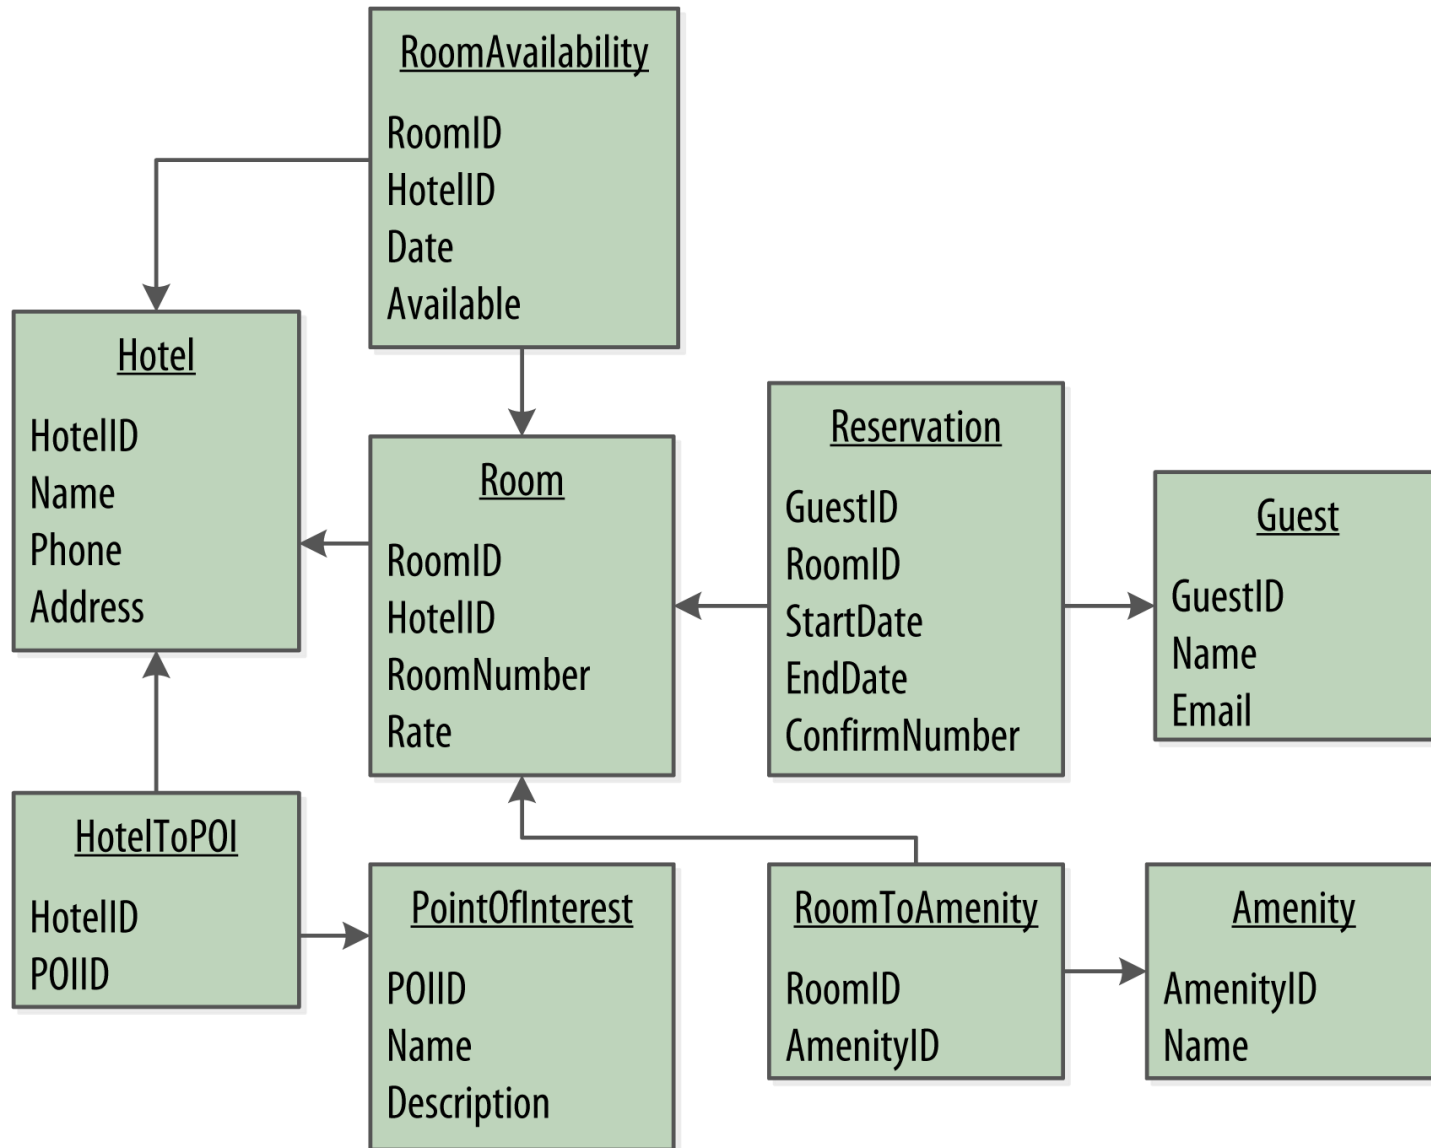 RoomAvailability
RoomID
HotelID
Date
Available
Hotel
HotelID
Name
Phone
Address
Room
RoomID
HotelID
RoomNumber
Rate
Reservation
GuestID
RoomID
StartDate
EndDate
ConfirmNumber
Guest
GuestID
Name
Email
HotelToPOI
HotelID
POIID
PointOfInterest
POIID
Name
Description
RoomToAmenity
RoomID
AmenityID
Amenity
AmenityID
Name